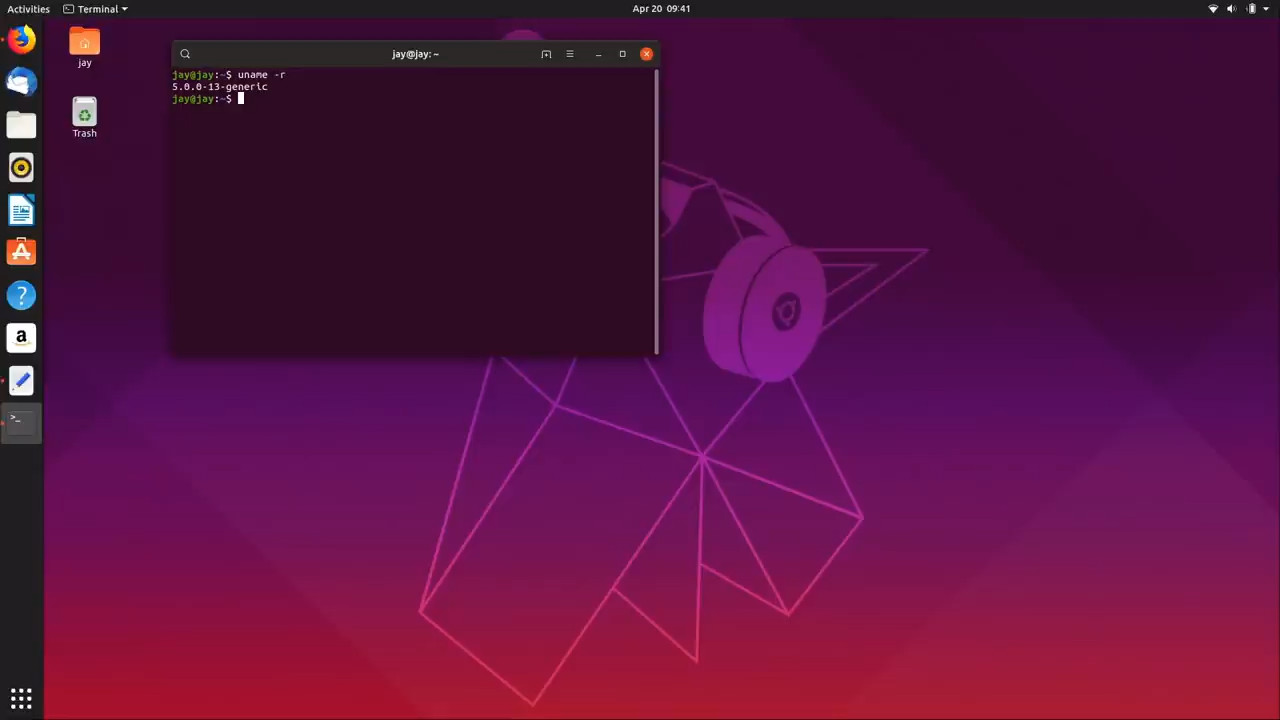 Activities
Terminal
Apr 20 09:41
jay
Trash
jay@jay: ~
jay@jay:~$ uname -r
5.0.0-13-generic
jay@jay:~$
?
a
>_